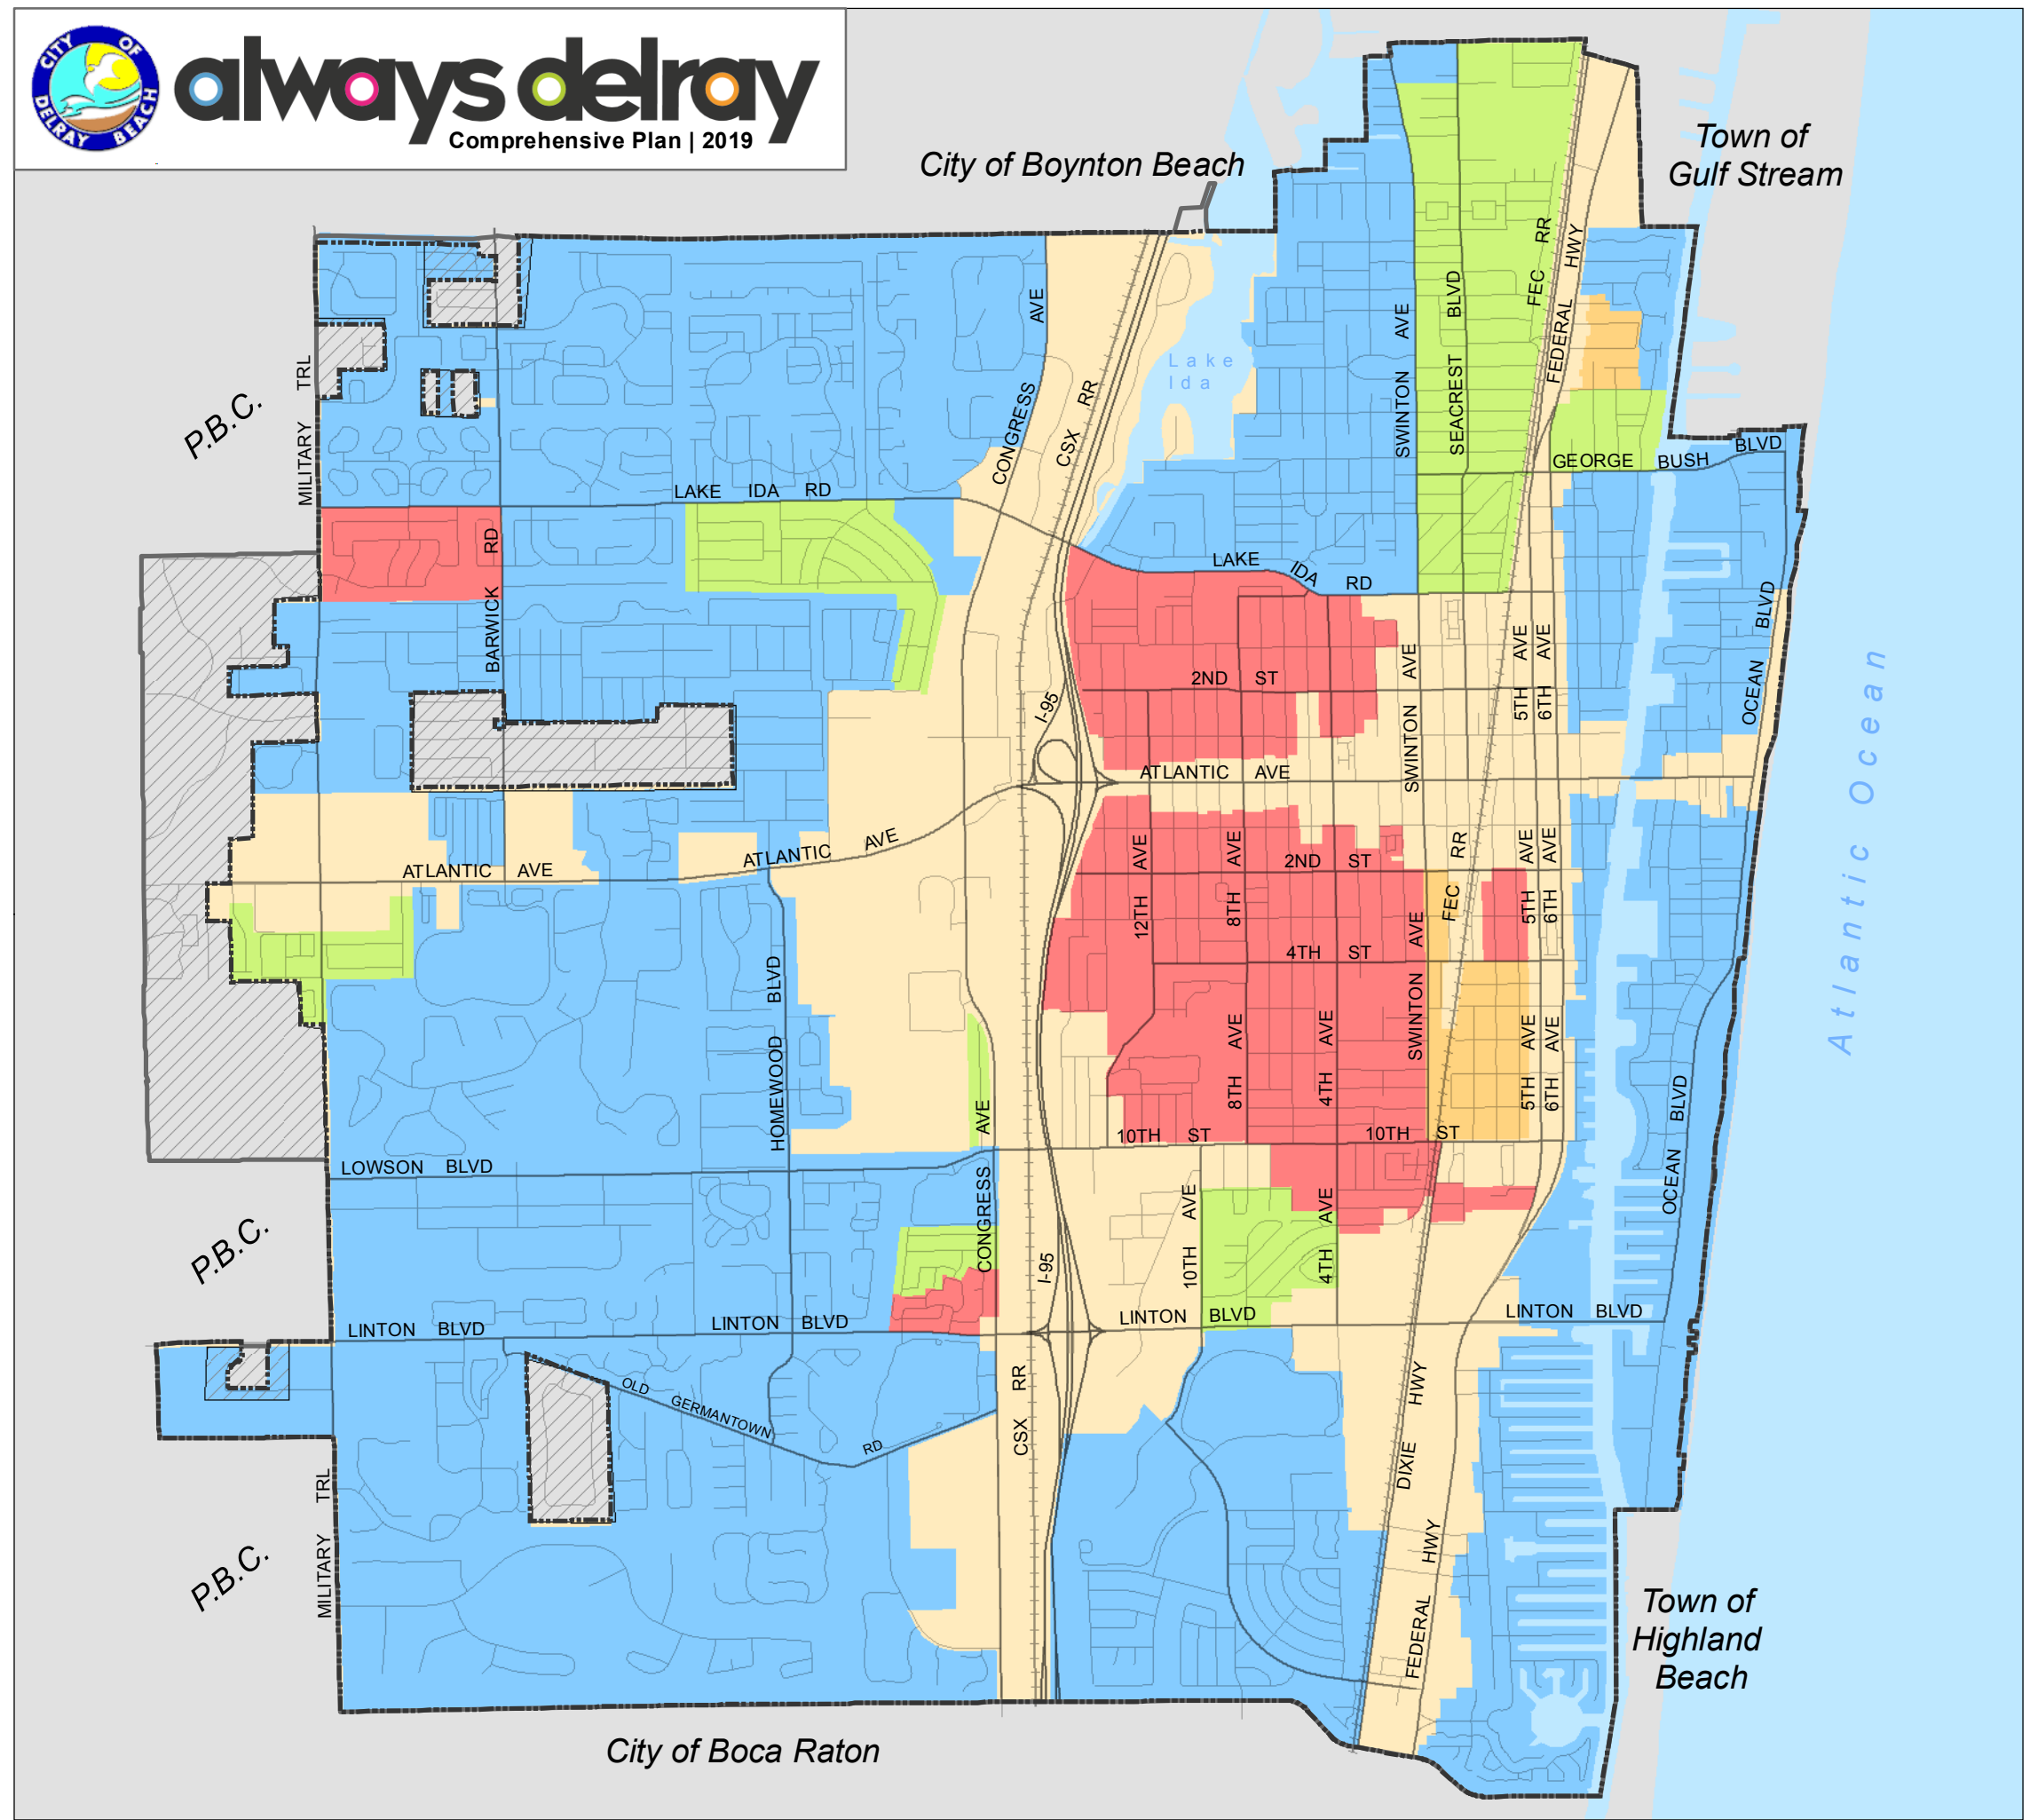 CITY OF
DELRAY BEACH
always delray
Comprehensive Plan | 2019
City of Boynton Beach
Town of
Gulf Stream
P.B.C.
MILITARY TRL
AVE
CONGRESS
CSX RR
Lake
Ida
SWINTON AVE
SEACREST BLVD
FEC RR
FEDERAL HWY
GEORGE BUSH BLVD
LAKE IDA RD
BARWICK RD
LAKE IDA RD
OCEAN BLVD
2ND ST
I-95
SWINTON AVE
5TH AVE
6TH AVE
ATLANTIC AVE
Atlantic Ocean
ATLANTIC AVE
ATLANTIC AVE
12TH AVE
8TH AVE
2ND ST
SWINTON AVE
FEC RR
5TH AVE
6TH AVE
4TH ST
HOMEWOOD BLVD
8TH AVE
4TH AVE
5TH AVE
6TH AVE
OCEAN BLVD
10TH ST
10TH ST
LOWSON BLVD
CONGRESS AVE
P.B.C.
10TH AVE
4TH AVE
I-95
LINTON BLVD
LINTON BLVD
LINTON BLVD
LINTON BLVD
OLD GERMANTOWN RD
CSX RR
DIXIE HWY
MILITARY TRL
P.B.C.
FEDERAL HWY
Town of
Highland
Beach
City of Boca Raton